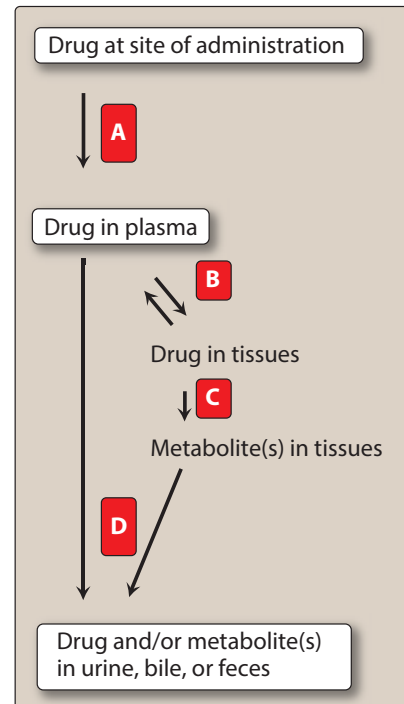 Drug at site of administration
A
Drug in plasma
B
Drug in tissues
C
Metabolite(s) in tissues
D
Drug and/or metabolite(s)
in urine, bile, or feces